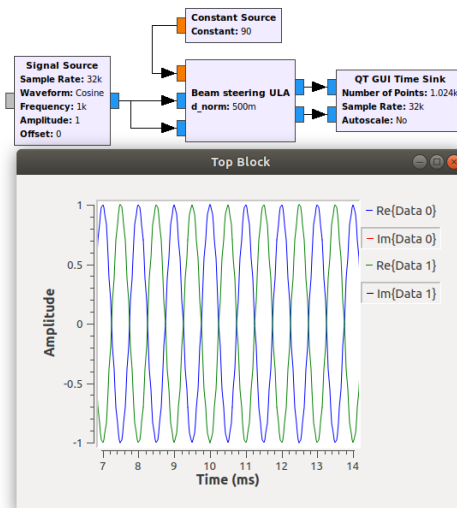 Constant Source
Constant: 90
Signal Source
Sample Rate: 32k
Waveform: Cosine
Frequency: 1k
Amplitude: 1
Offset: 0
Beam steering ULA
d_norm: 500m
QT GUI Time Sink
Number of Points: 1.024k
Sample Rate: 32k
Autoscale: No
Top Block
Re{Data 0}
Im{Data 0}
Re{Data 1}
Im{Data 1}
Amplitude
1
0.5
0
-0.5
-1
7 8 9 10 11 12 13 14
Time (ms)